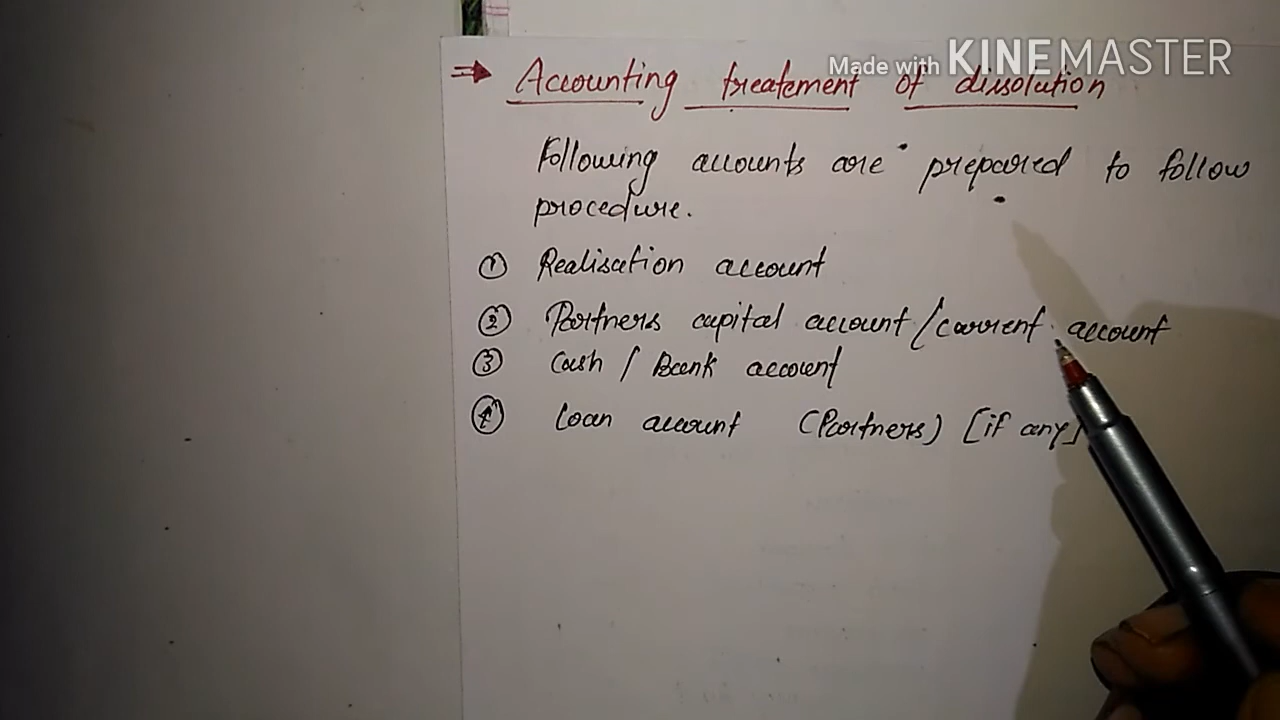 Made with KINEMASTER
⇒ Accounting treatement of dissolution
Following accounts are prepared to follow
procedure.
① Realisation account
② Partners capital account / current account
③ Cash / Bank account
④ Loan account (Partners) [if any]